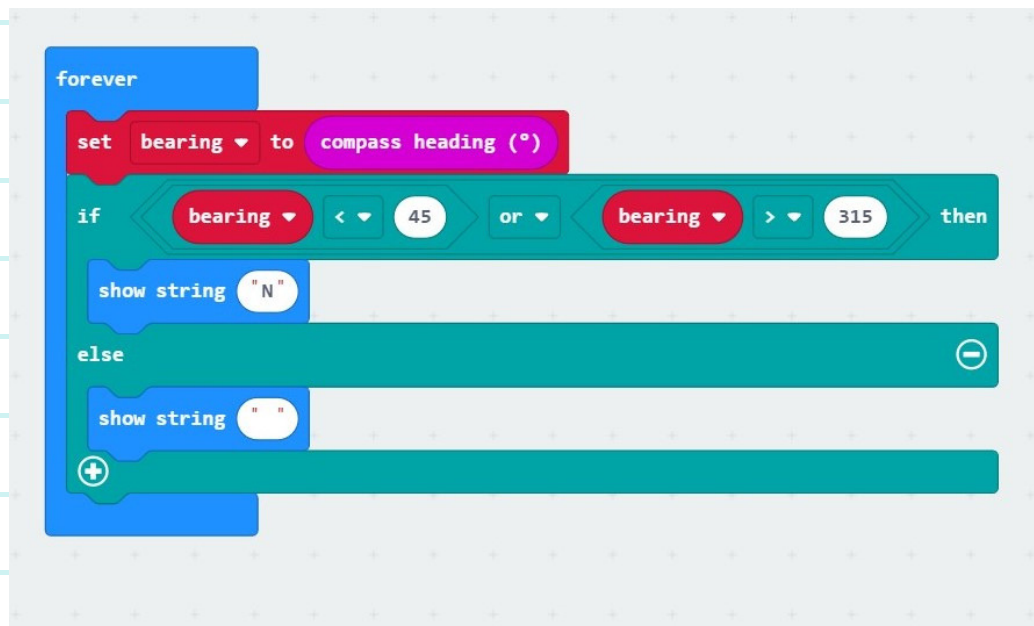 forever
set bearing to compass heading (°)
if bearing < 45 or bearing > 315 then
show string "N"
else
show string " "